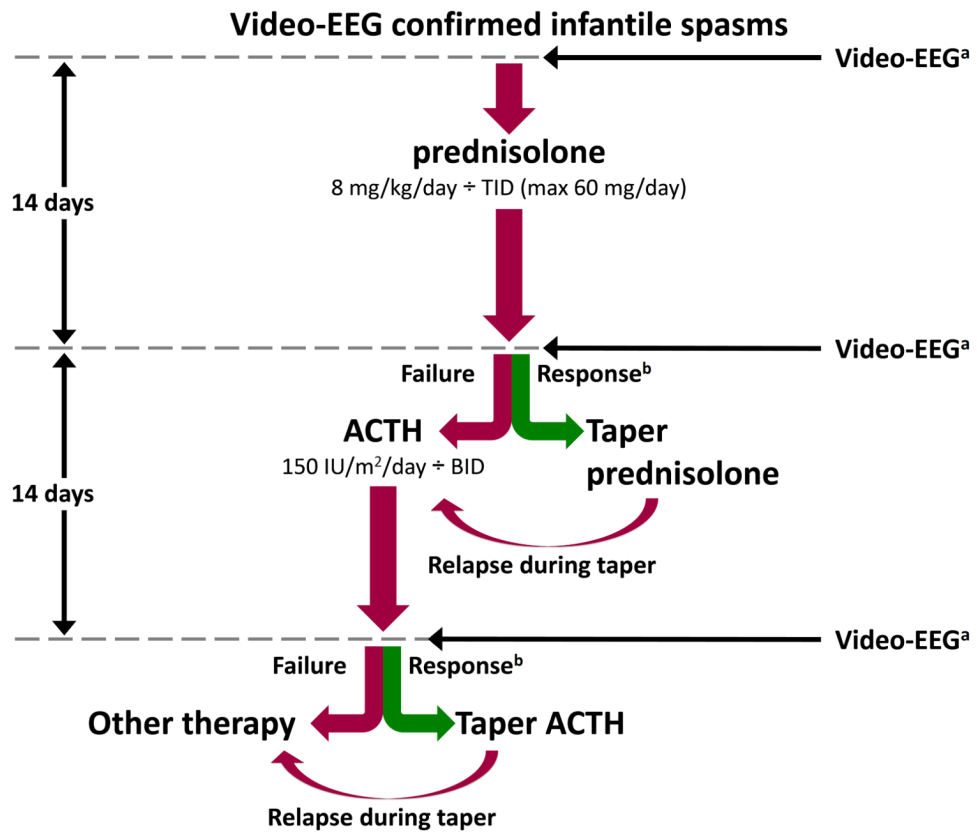 Video-EEG confirmed infantile spasms
Video-EEGᵃ
prednisolone
8 mg/kg/day ÷ TID (max 60 mg/day)
14 days
Video-EEGᵃ
Failure
Responseᵇ
ACTH
150 IU/m²/day ÷ BID
Taper
prednisolone
14 days
Relapse during taper
Video-EEGᵃ
Failure
Responseᵇ
Other therapy
Taper ACTH
Relapse during taper